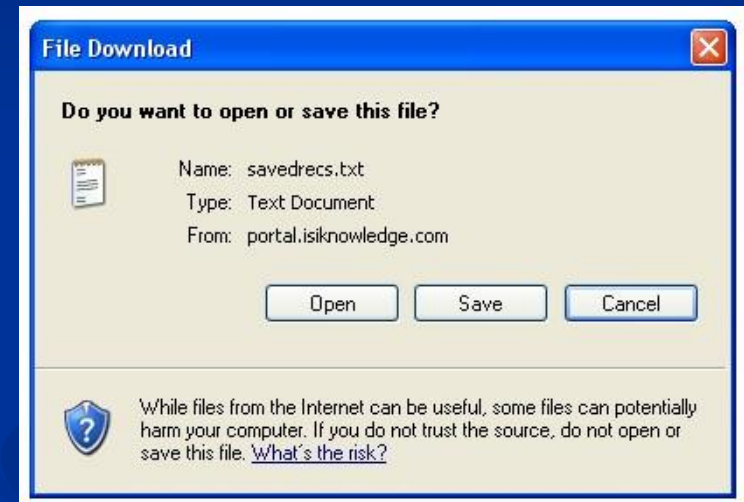 File Download
Do you want to open or save this file?
Name: savedrecs.txt
Type: Text Document
From: portal.isiknowledge.com
Open Save Cancel
While files from the Internet can be useful, some files can potentially
harm your computer. If you do not trust the source, do not open or
save this file. What's the risk?